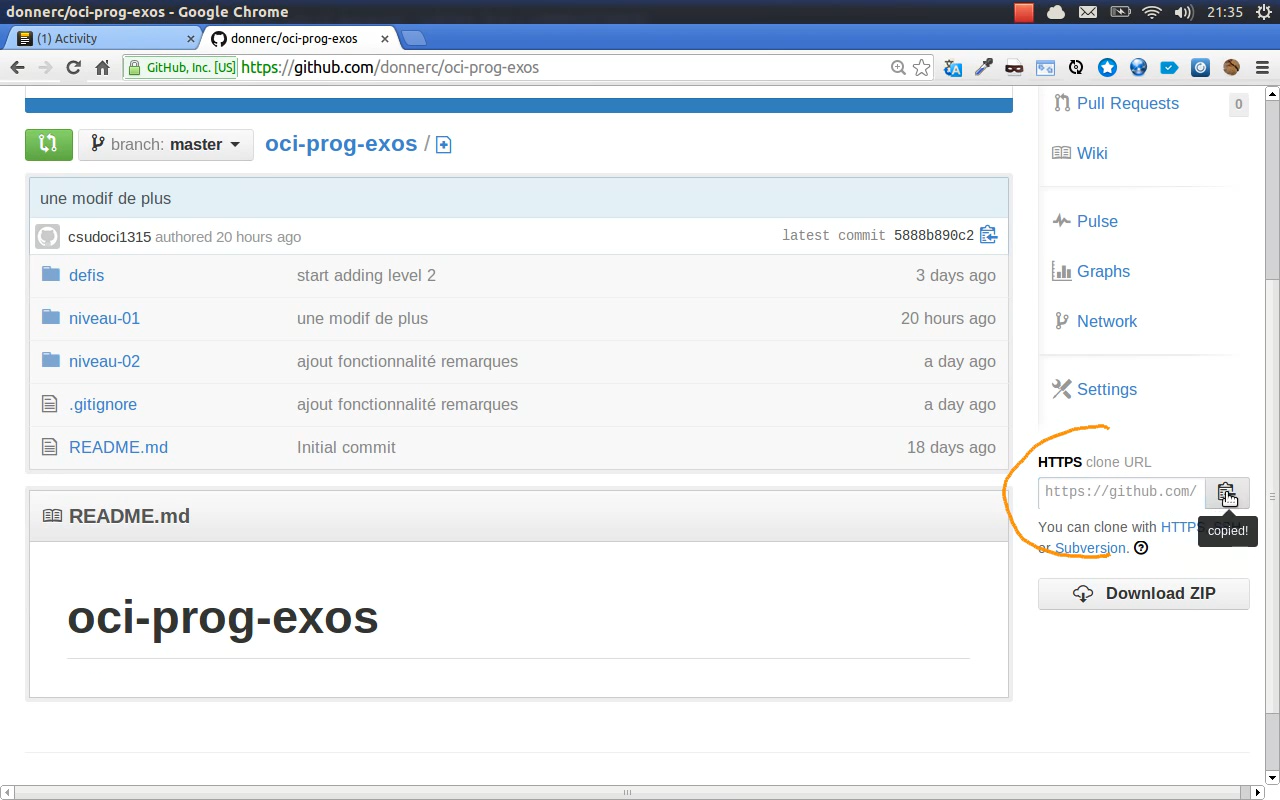 donnerc/oci-prog-exos - Google Chrome
21:35
(1) Activity
donnerc/oci-prog-exos
GitHub, Inc. [US] https://github.com/donnerc/oci-prog-exos
branch: master
oci-prog-exos /
une modif de plus
csudoci1315 authored 20 hours ago
latest commit 5888b890c2
defis start adding level 2 3 days ago
niveau-01 une modif de plus 20 hours ago
niveau-02 ajout fonctionnalité remarques a day ago
.gitignore ajout fonctionnalité remarques a day ago
README.md Initial commit 18 days ago
README.md
oci-prog-exos
Pull Requests 0
Wiki
Pulse
Graphs
Network
Settings
HTTPS clone URL
https://github.com/
copied!
You can clone with HTTPS
or Subversion.
Download ZIP